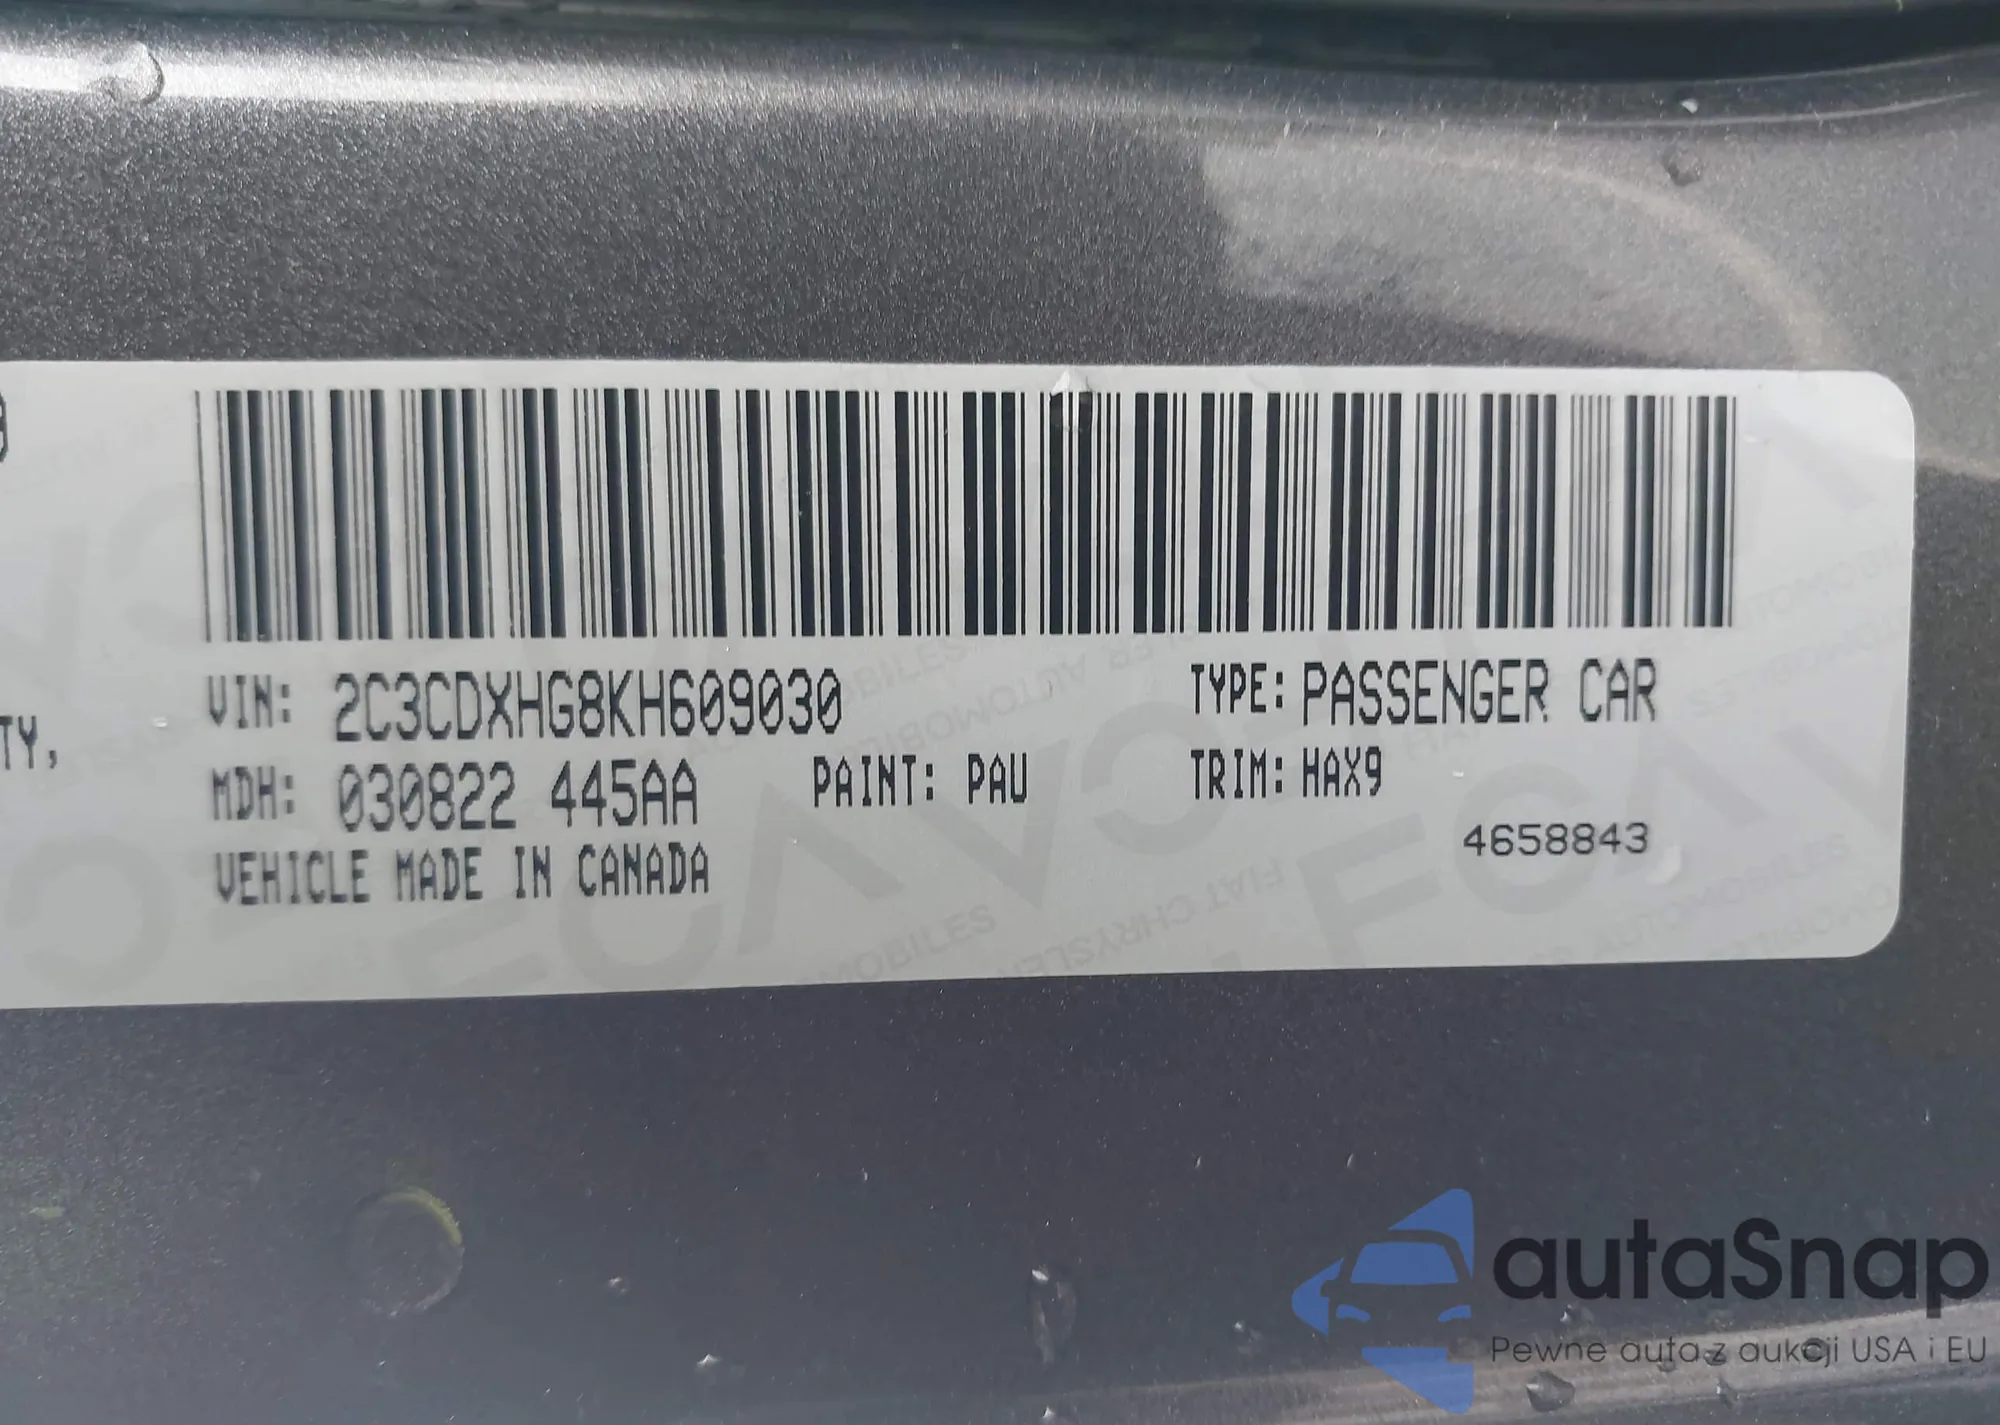 TY,
VIN: 2C3CDXHG8KH609030
TYPE: PASSENGER CAR
MDH: 030822 445AA
PAINT: PAU
TRIM: HAX9
VEHICLE MADE IN CANADA
4658843
autaSnap
Pewne auta z aukcji USA i EU